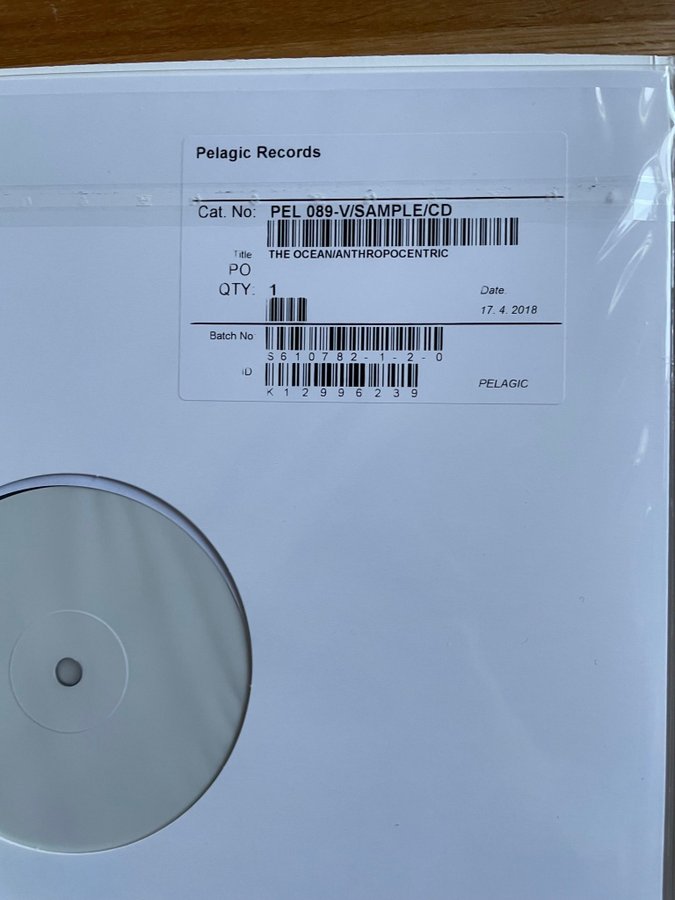 Pelagic Records
Cat. No: PEL 089-V/SAMPLE/CD
Title THE OCEAN/ANTHROPOCENTRIC
PO
QTY: 1
Date.
17. 4. 2018
Batch No
S610782-1-2-0
ID
K12996239
PELAGIC